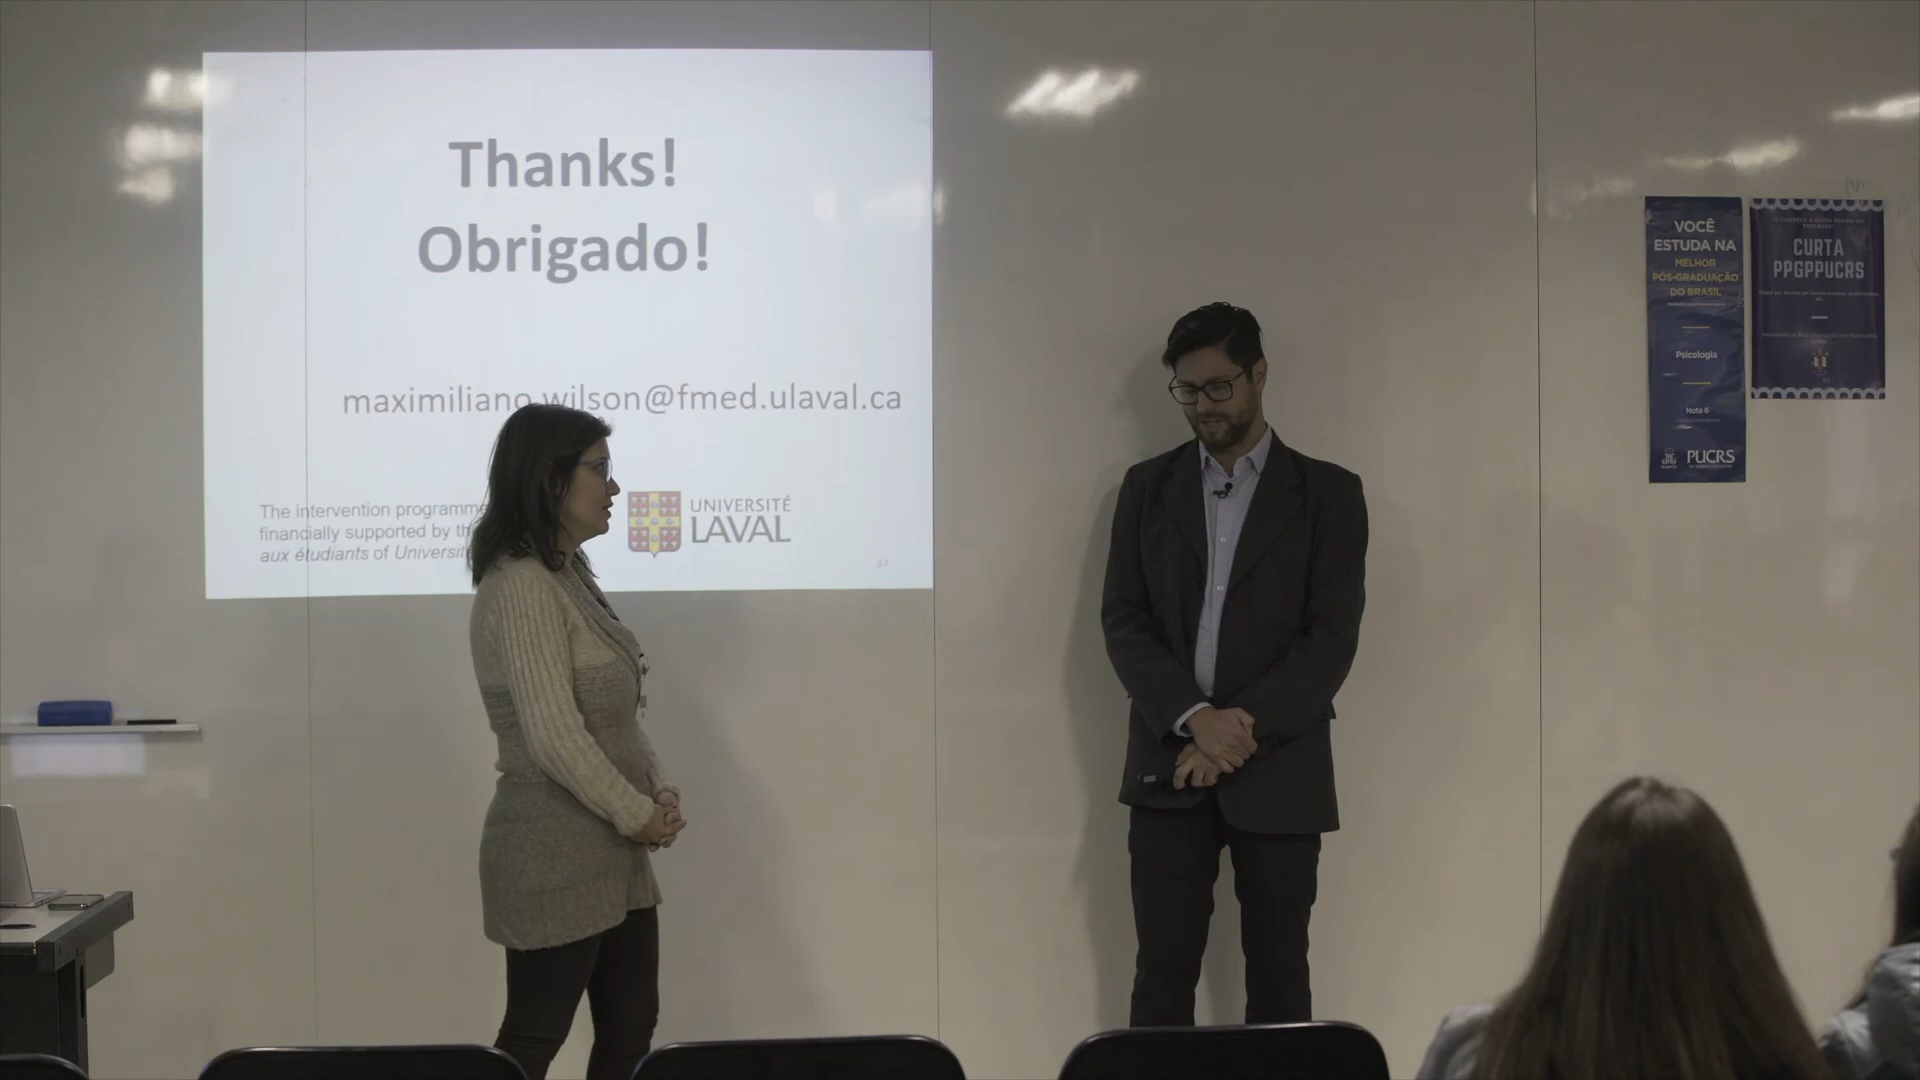 Thanks!
Obrigado!
maximiliano.wilson@fmed.ulaval.ca
The intervention programme
financially supported by th
aux étudiants of Universit
UNIVERSITÉ
LAVAL
37
VOCÊ
ESTUDA NA
MELHOR
PÓS-GRADUAÇÃO
DO BRASIL
Psicologia
Nota 6
PUCRS
CURTA
PPGPPUCRS